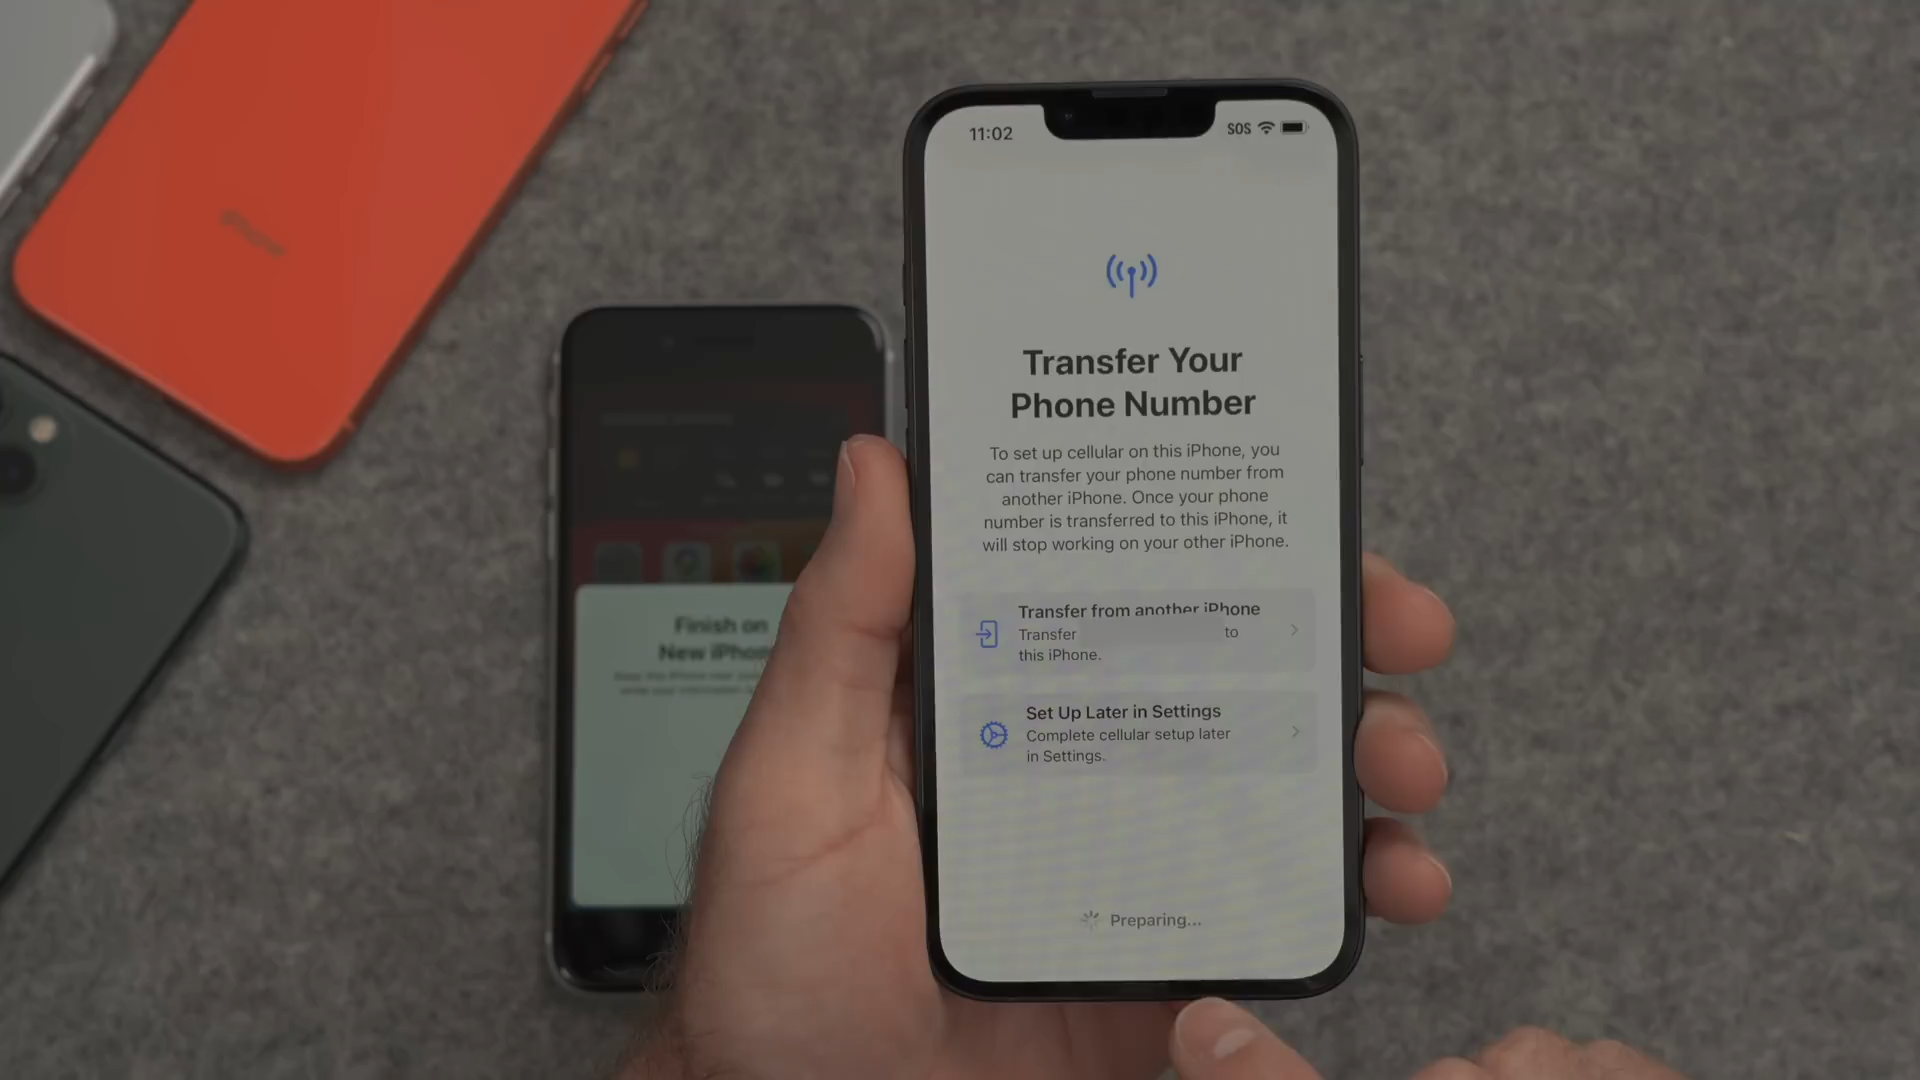 iPhone
11:02
SOS
Transfer Your
Phone Number
To set up cellular on this iPhone, you
can transfer your phone number from
another iPhone. Once your phone
number is transferred to this iPhone, it
will stop working on your other iPhone.
Transfer from another iPhone
Transfer to
this iPhone.
Set Up Later in Settings
Complete cellular setup later
in Settings.
Preparing...
Finish on
New iPhone